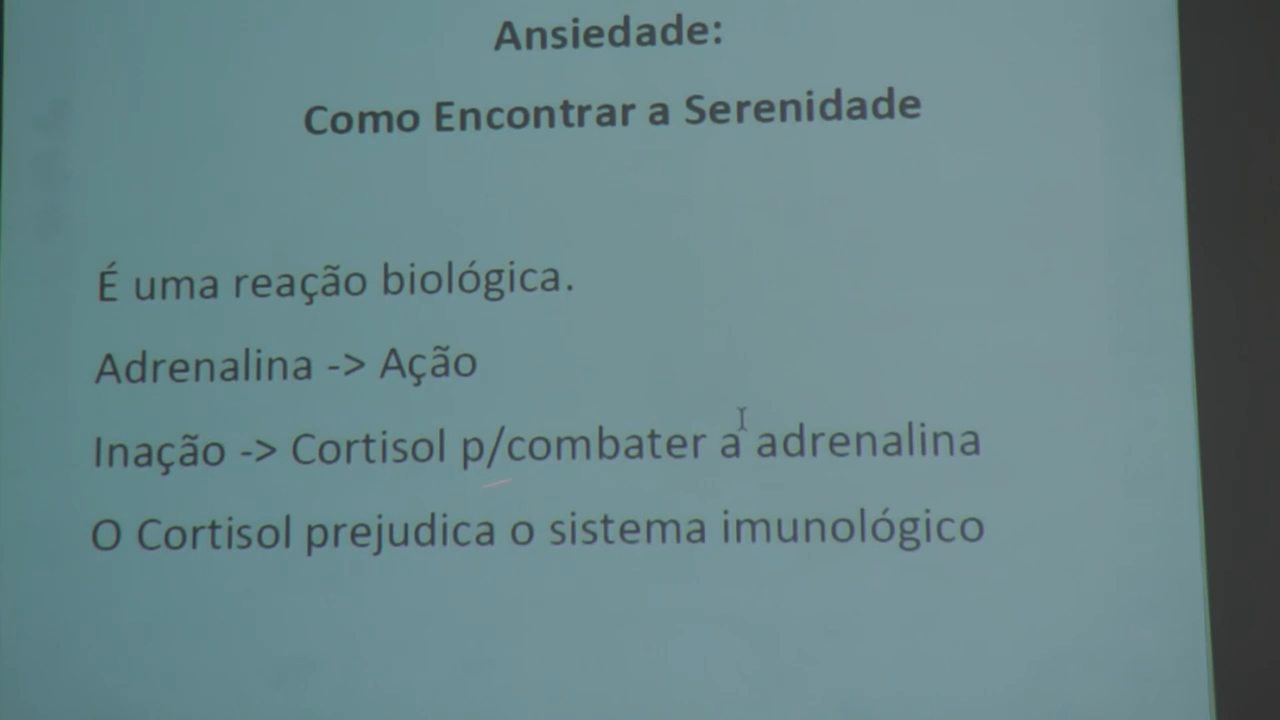 Ansiedade:
Como Encontrar a Serenidade
É uma reação biológica.
Adrenalina -> Ação
Inação -> Cortisol p/combater a adrenalina
O Cortisol prejudica o sistema imunológico